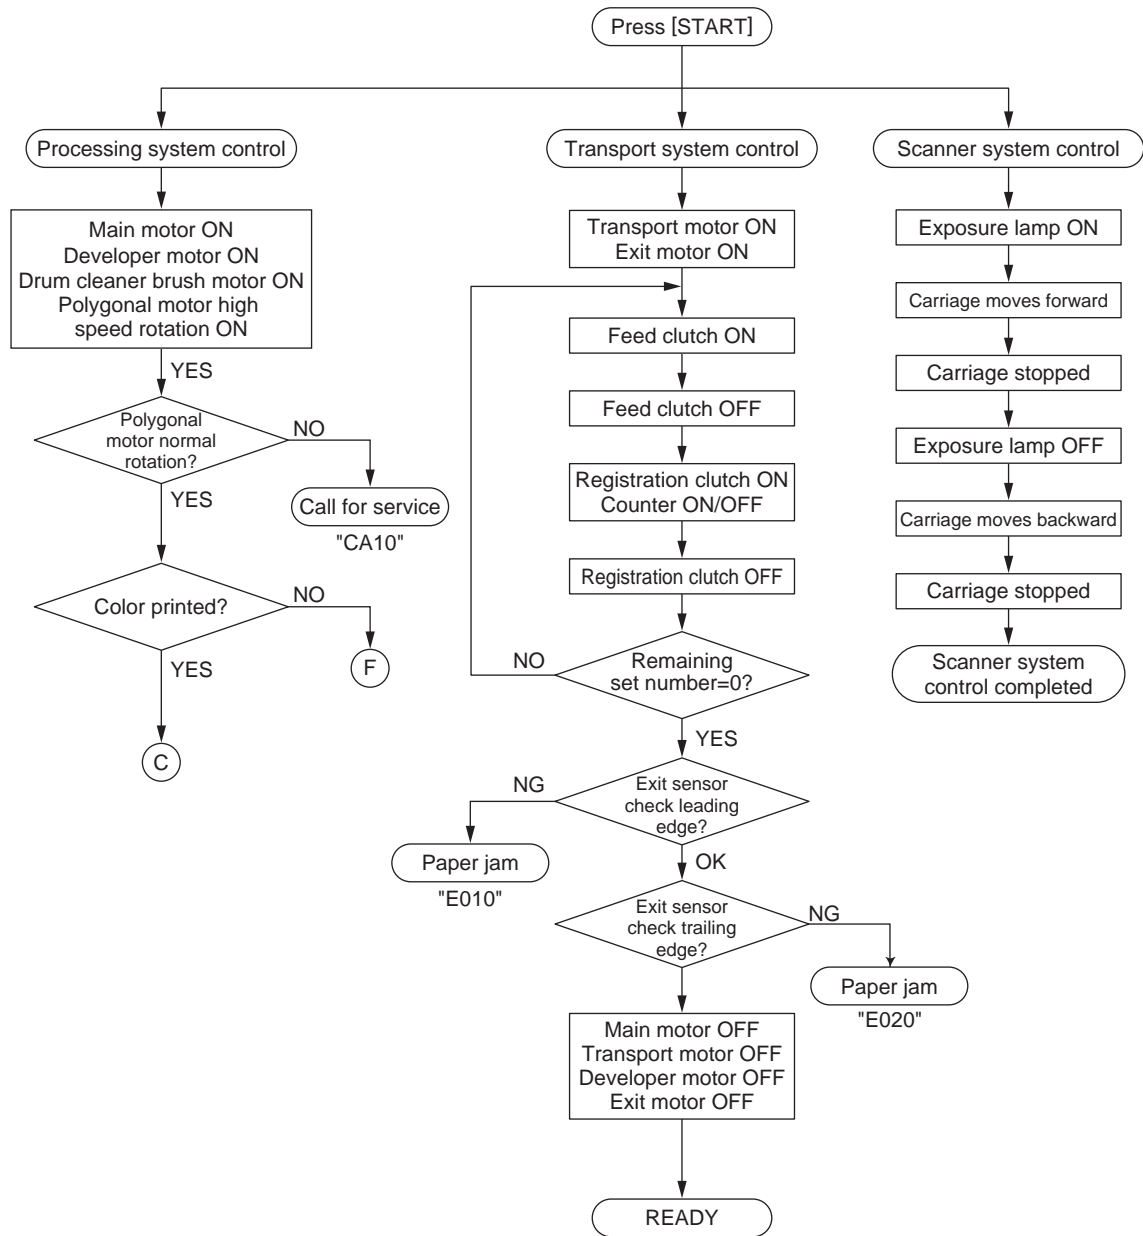 Press [START]
Processing system control
Main motor ON
Developer motor ON
Drum cleaner brush motor ON
Polygonal motor high
speed rotation ON
YES
Polygonal
motor normal
rotation?
NO
Call for service
"CA10"
YES
Color printed?
NO
F
YES
C
Transport system control
Transport motor ON
Exit motor ON
Feed clutch ON
Feed clutch OFF
Registration clutch ON
Counter ON/OFF
Registration clutch OFF
Remaining
set number=0?
NO
YES
Exit sensor
check leading
edge?
NG
Paper jam
"E010"
OK
Exit sensor
check trailing
edge?
NG
Paper jam
"E020"
Main motor OFF
Transport motor OFF
Developer motor OFF
Exit motor OFF
READY
Scanner system control
Exposure lamp ON
Carriage moves forward
Carriage stopped
Exposure lamp OFF
Carriage moves backward
Carriage stopped
Scanner system
control completed